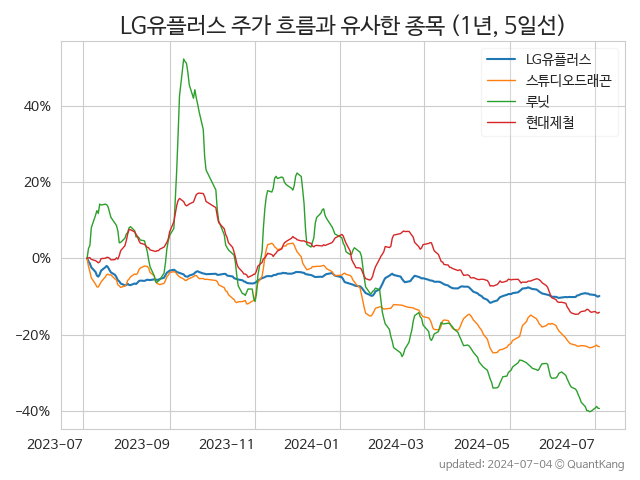 LG유플러스 주가 흐름과 유사한 종목 (1년, 5일선)
LG유플러스
스튜디오드래곤
루닛
현대제철
40%
20%
0%
−20%
−40%
2023-07 2023-09 2023-11 2024-01 2024-03 2024-05 2024-07
updated: 2024-07-04 © QuantKang